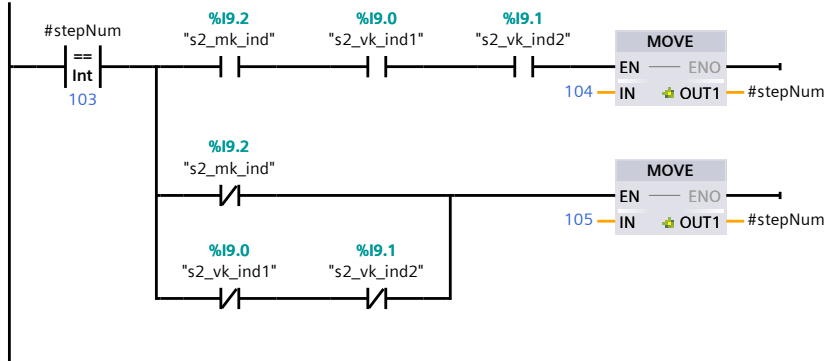 %I9.2 %I9.0 %I9.1
#stepNum "s2_mk_ind" "s2_vk_ind1" "s2_vk_ind2" MOVE
==
Int
EN ENO
103
104 IN OUT1 #stepNum
%I9.2
"s2_mk_ind" MOVE
EN ENO
105 IN OUT1 #stepNum
%I9.0 %I9.1
"s2_vk_ind1" "s2_vk_ind2"